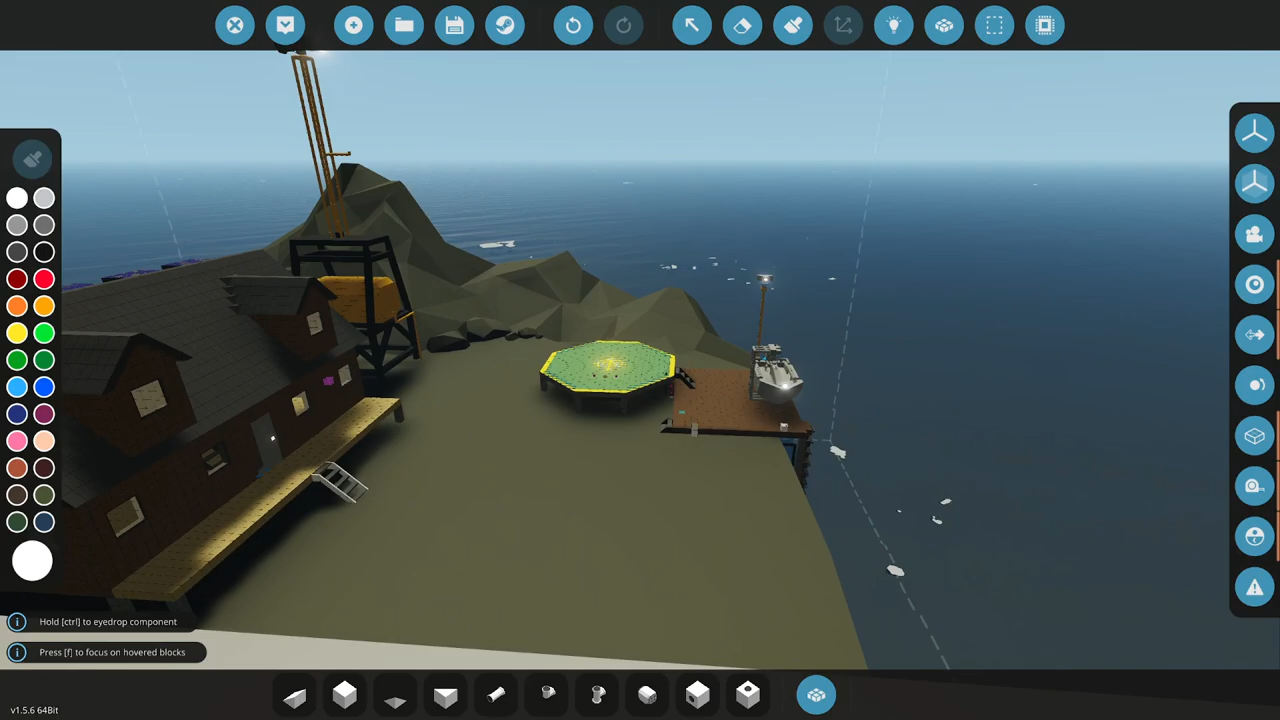 Hold [ctrl] to eyedrop component
Press [f] to focus on hovered blocks
v1.5.6 64Bit